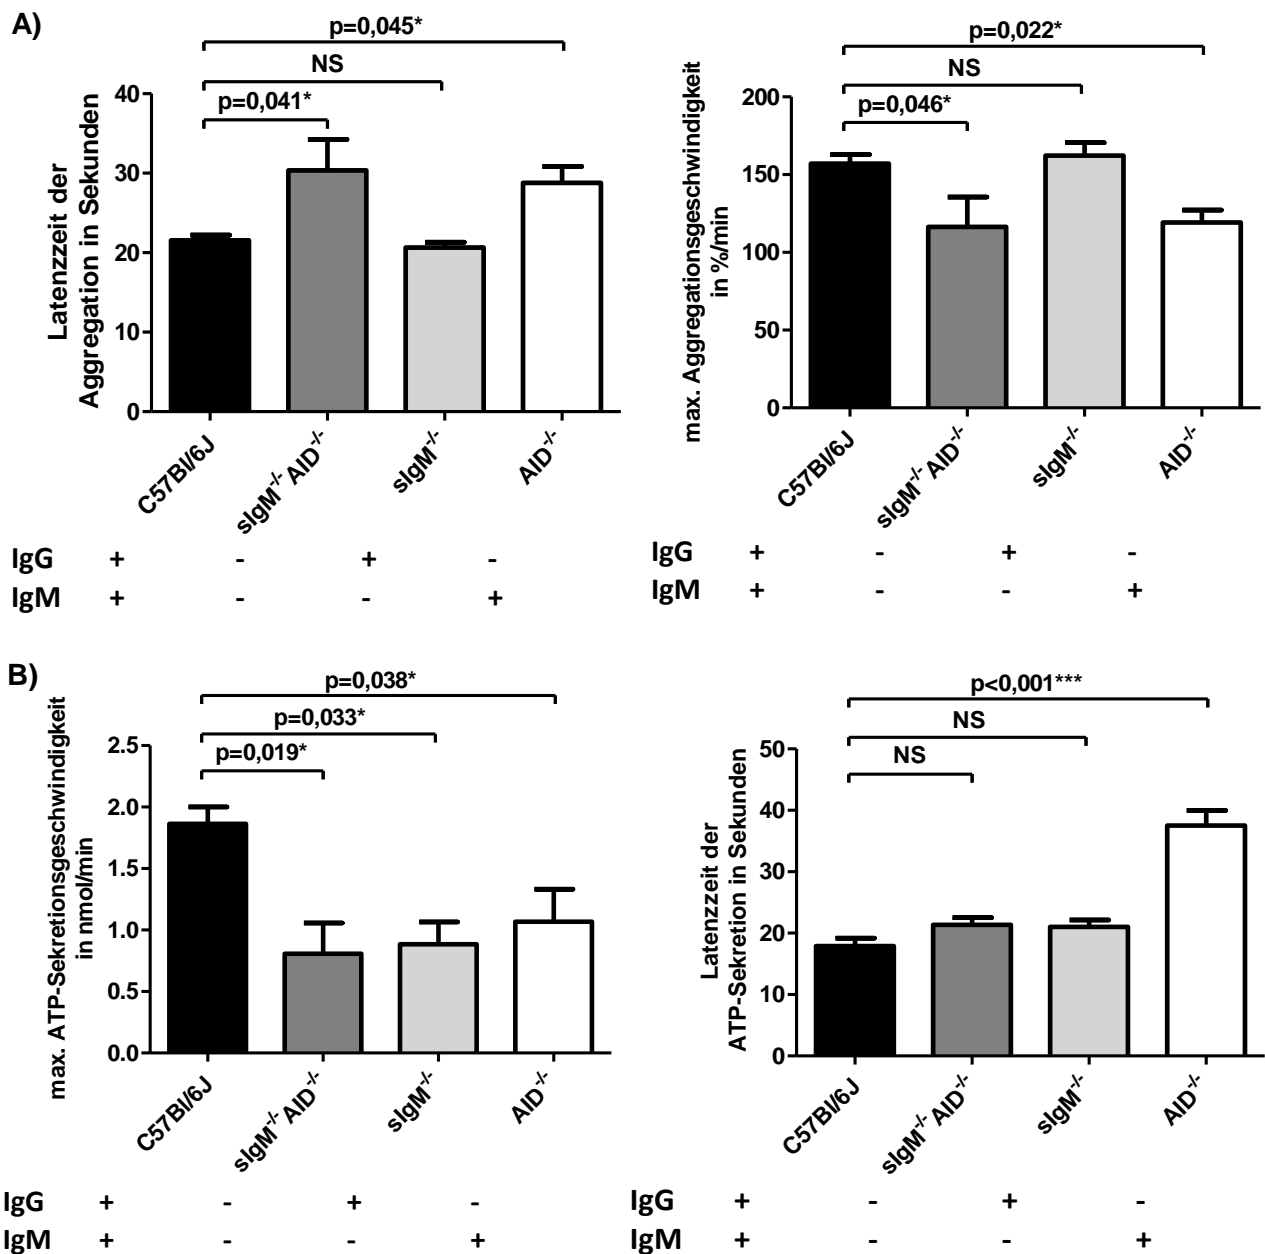 A)
p=0,045*
NS
p=0,041*
Latenzzeit der
Aggregation in Sekunden
40
30
20
10
0
C57Bl/6J
sIgM-/-AID-/-
sIgM-/-
AID-/-
IgG + - + -
IgM + - - +
p=0,022*
NS
p=0,046*
max. Aggregationsgeschwindigkeit
in %/min
200
150
100
50
0
C57Bl/6J
sIgM-/-AID-/-
sIgM-/-
AID-/-
IgG + - + -
IgM + - - +
B)
p=0,038*
p=0,033*
p=0,019*
max. ATP-Sekretionsgeschwindigkeit
in nmol/min
2.5
2.0
1.5
1.0
0.5
0.0
C57Bl/6J
sIgM-/-AID-/-
sIgM-/-
AID-/-
IgG + - + -
IgM + - - +
p<0,001***
NS
NS
Latenzzeit der
ATP-Sekretion in Sekunden
50
40
30
20
10
0
C57Bl/6J
sIgM-/-AID-/-
sIgM-/-
AID-/-
IgG + - + -
IgM + - - +